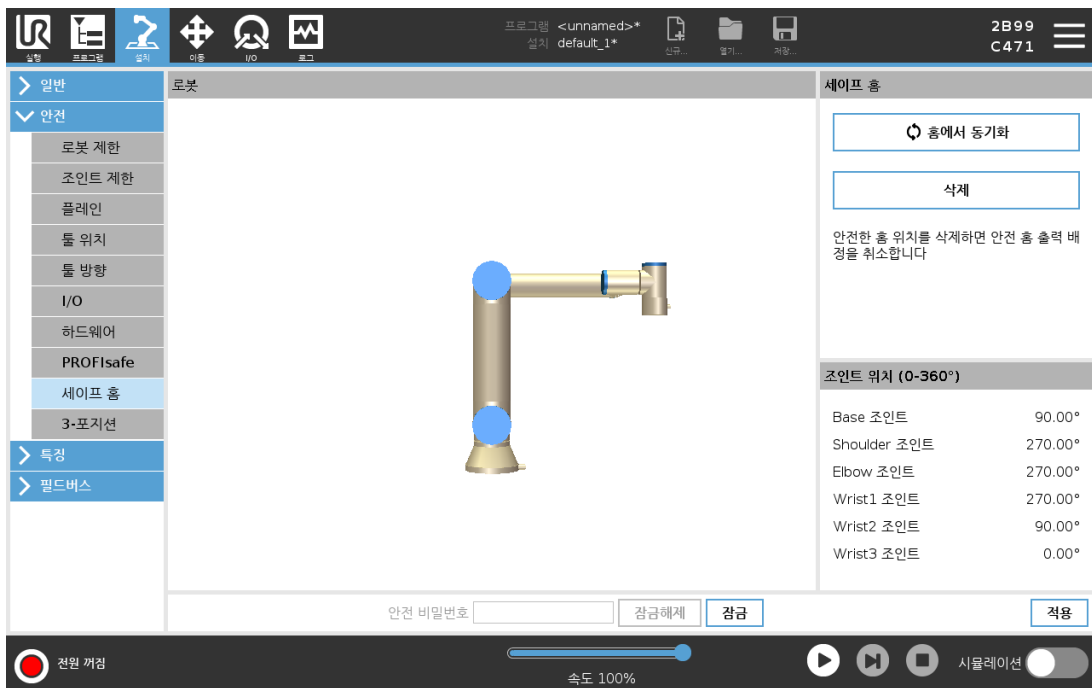 프로그램 <unnamed>*
설치 default_1*
신규...
열기...
저장...
2B99
C471
실행
프로그램
설치
이동
I/O
로그
일반
안전
로봇 제한
조인트 제한
플레인
툴 위치
툴 방향
I/O
하드웨어
PROFIsafe
세이프 홈
3-포지션
특징
필드버스
로봇
세이프 홈
홈에서 동기화
삭제
안전한 홈 위치를 삭제하면 안전 홈 출력 배
정을 취소합니다
조인트 위치 (0-360°)
Base 조인트 90.00°
Shoulder 조인트 270.00°
Elbow 조인트 270.00°
Wrist1 조인트 270.00°
Wrist2 조인트 90.00°
Wrist3 조인트 0.00°
안전 비밀번호 잠금해제 잠금 적용
전원 꺼짐
속도 100%
시뮬레이션